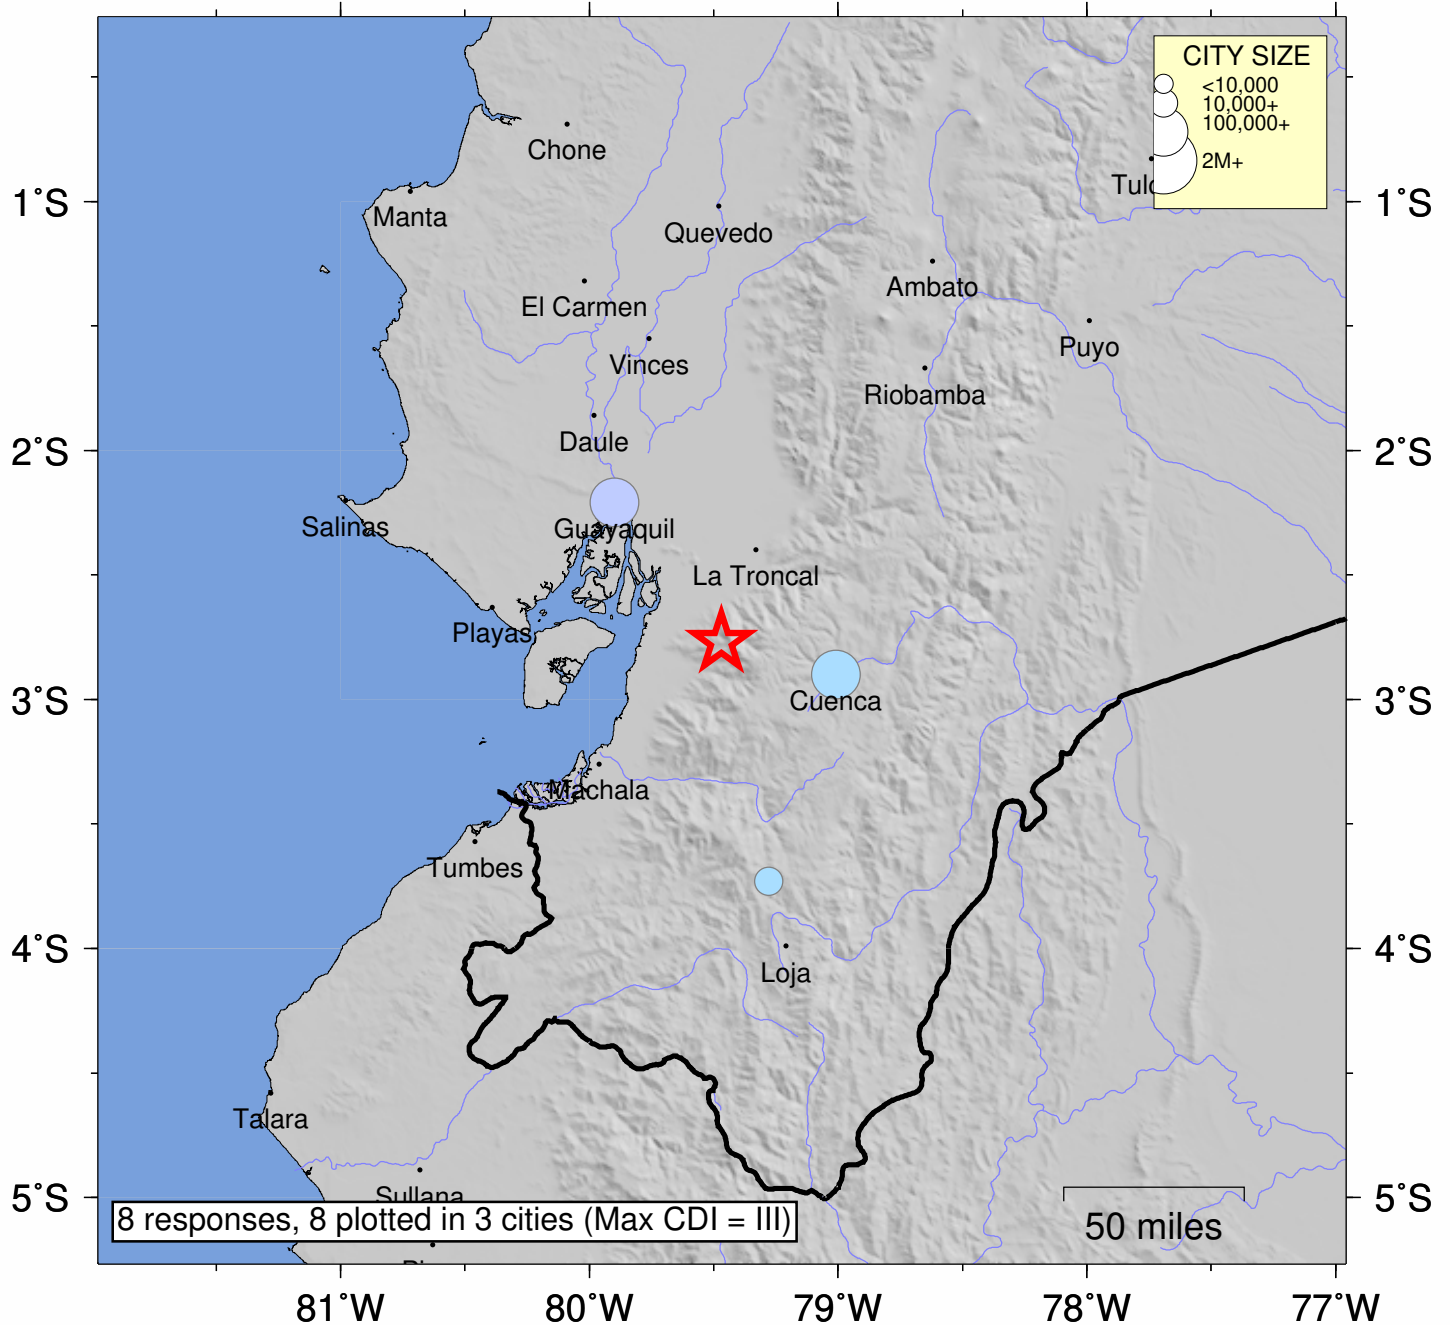 CITY SIZE
<10,000
10,000+
100,000+
2M+
Chone
Manta
1°S
1°S
Quevedo
Ambato
El Carmen
Puyo
Vinces
Riobamba
Daule
2°S
2°S
Salinas
Guayaquil
La Troncal
Playas
3°S
3°S
Cuenca
Machala
Tumbes
4°S
4°S
Loja
Talara
Sullana
5°S
5°S
8 responses, 8 plotted in 3 cities (Max CDI = III)
50 miles
81°W
80°W
79°W
78°W
77°W